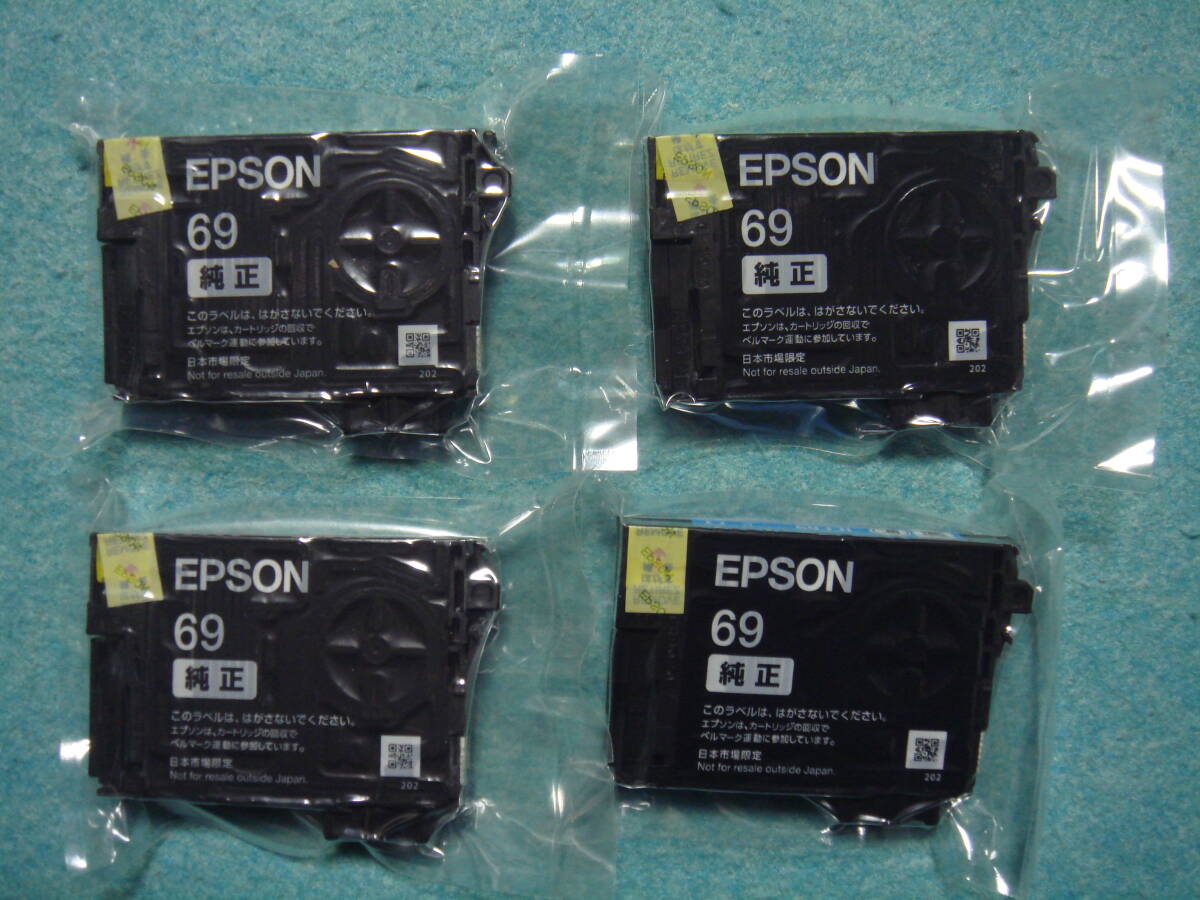 EPSON
69
純正
このラベルは、はがさないでください。
エプソンは、カートリッジの回収で
ベルマーク運動に参加しています。
日本市場限定
Not for resale outside Japan.
202
EPSON
69
純正
このラベルは、はがさないでください。
エプソンは、カートリッジの回収で
ベルマーク運動に参加しています。
日本市場限定
Not for resale outside Japan.
202
EPSON
69
純正
このラベルは、はがさないでください。
エプソンは、カートリッジの回収で
ベルマーク運動に参加しています。
日本市場限定
Not for resale outside Japan.
202
EPSON
69
純正
このラベルは、はがさないでください。
エプソンは、カートリッジの回収で
ベルマーク運動に参加しています。
日本市場限定
Not for resale outside Japan.
202